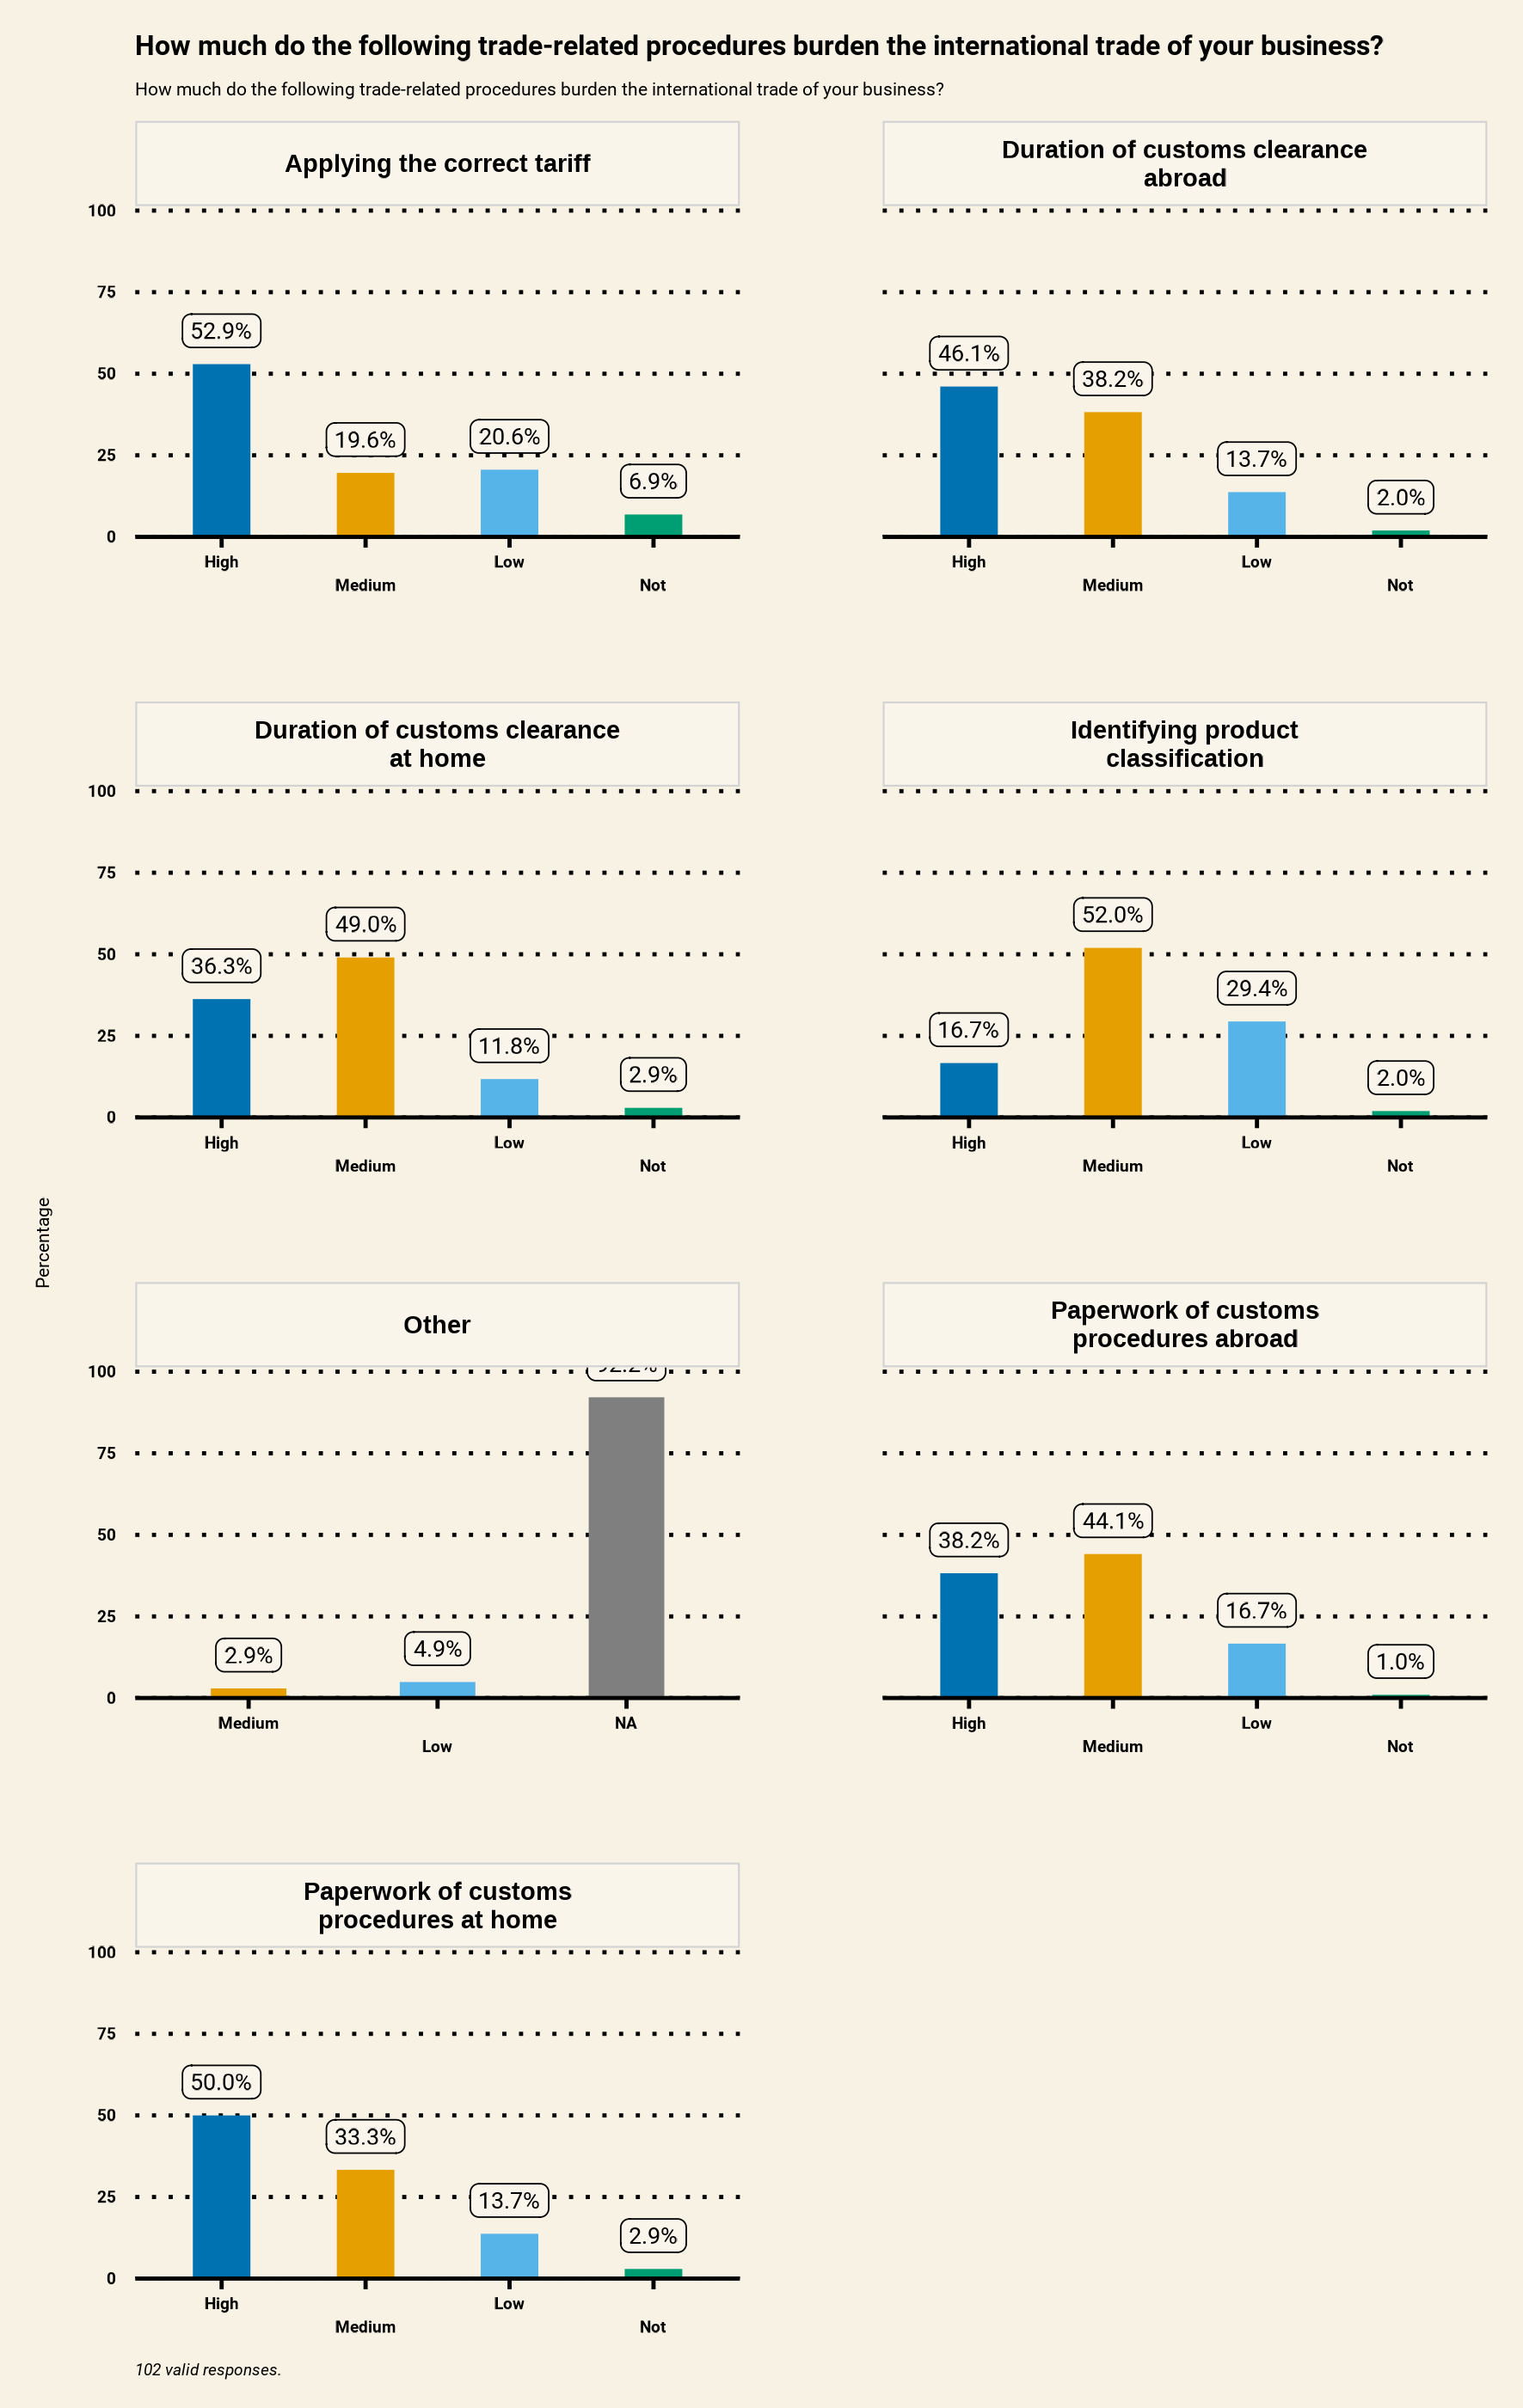 How much do the following trade-related procedures burden the international trade of your business?
How much do the following trade-related procedures burden the international trade of your business?
Applying the correct tariff
100
75
50
25
0
52.9%
19.6%
20.6%
6.9%
High
Medium
Low
Not
Duration of customs clearance
abroad
46.1%
38.2%
13.7%
2.0%
High
Medium
Low
Not
Duration of customs clearance
at home
100
75
50
25
0
36.3%
49.0%
11.8%
2.9%
High
Medium
Low
Not
Identifying product
classification
16.7%
52.0%
29.4%
2.0%
High
Medium
Low
Not
Percentage
Other
100
75
50
25
0
2.9%
4.9%
92.2%
Medium
Low
NA
Paperwork of customs
procedures abroad
38.2%
44.1%
16.7%
1.0%
High
Medium
Low
Not
Paperwork of customs
procedures at home
100
75
50
25
0
50.0%
33.3%
13.7%
2.9%
High
Medium
Low
Not
102 valid responses.